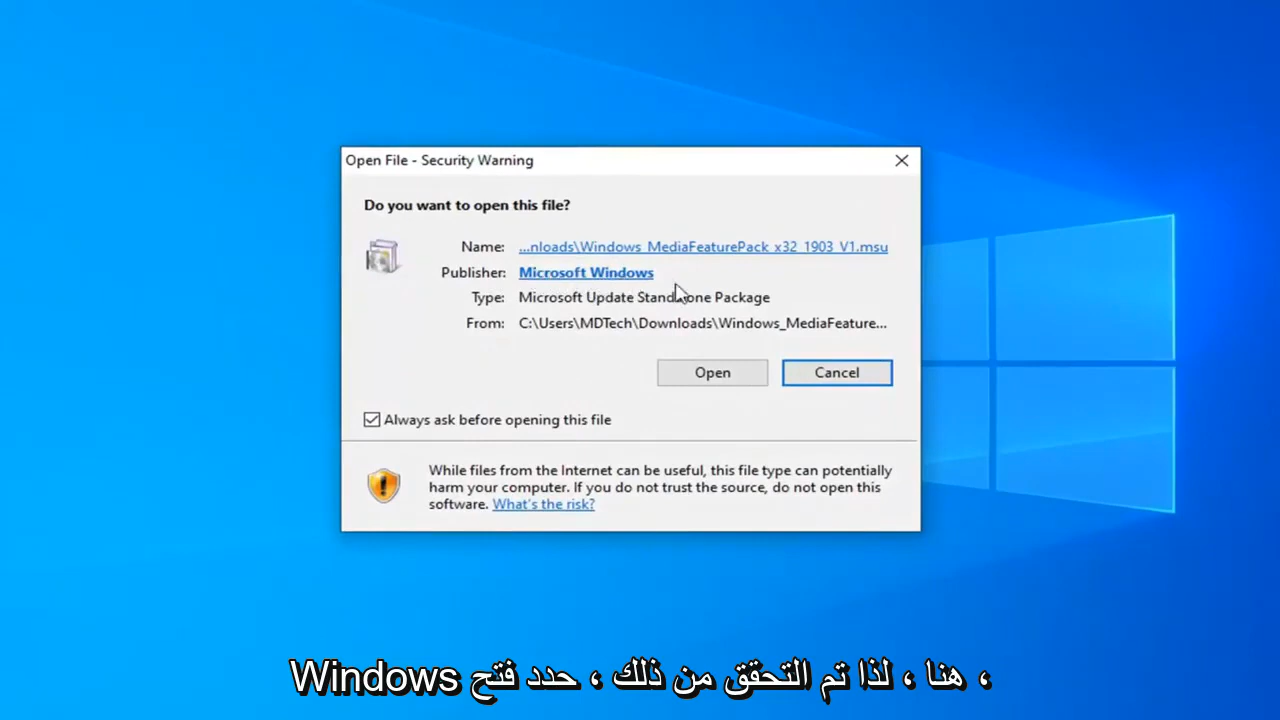 Open File - Security Warning
Do you want to open this file?
Name: ...nloads\Windows_MediaFeaturePack_x32_1903_V1.msu
Publisher: Microsoft Windows
Type: Microsoft Update Standalone Package
From: C:\Users\MDTech\Downloads\Windows_MediaFeature...
Open Cancel
Always ask before opening this file
While files from the Internet can be useful, this file type can potentially
harm your computer. If you do not trust the source, do not open this
software. What's the risk?
Windows هنا ، لذا تم التحقق من ذلك ، حدد فتح ،